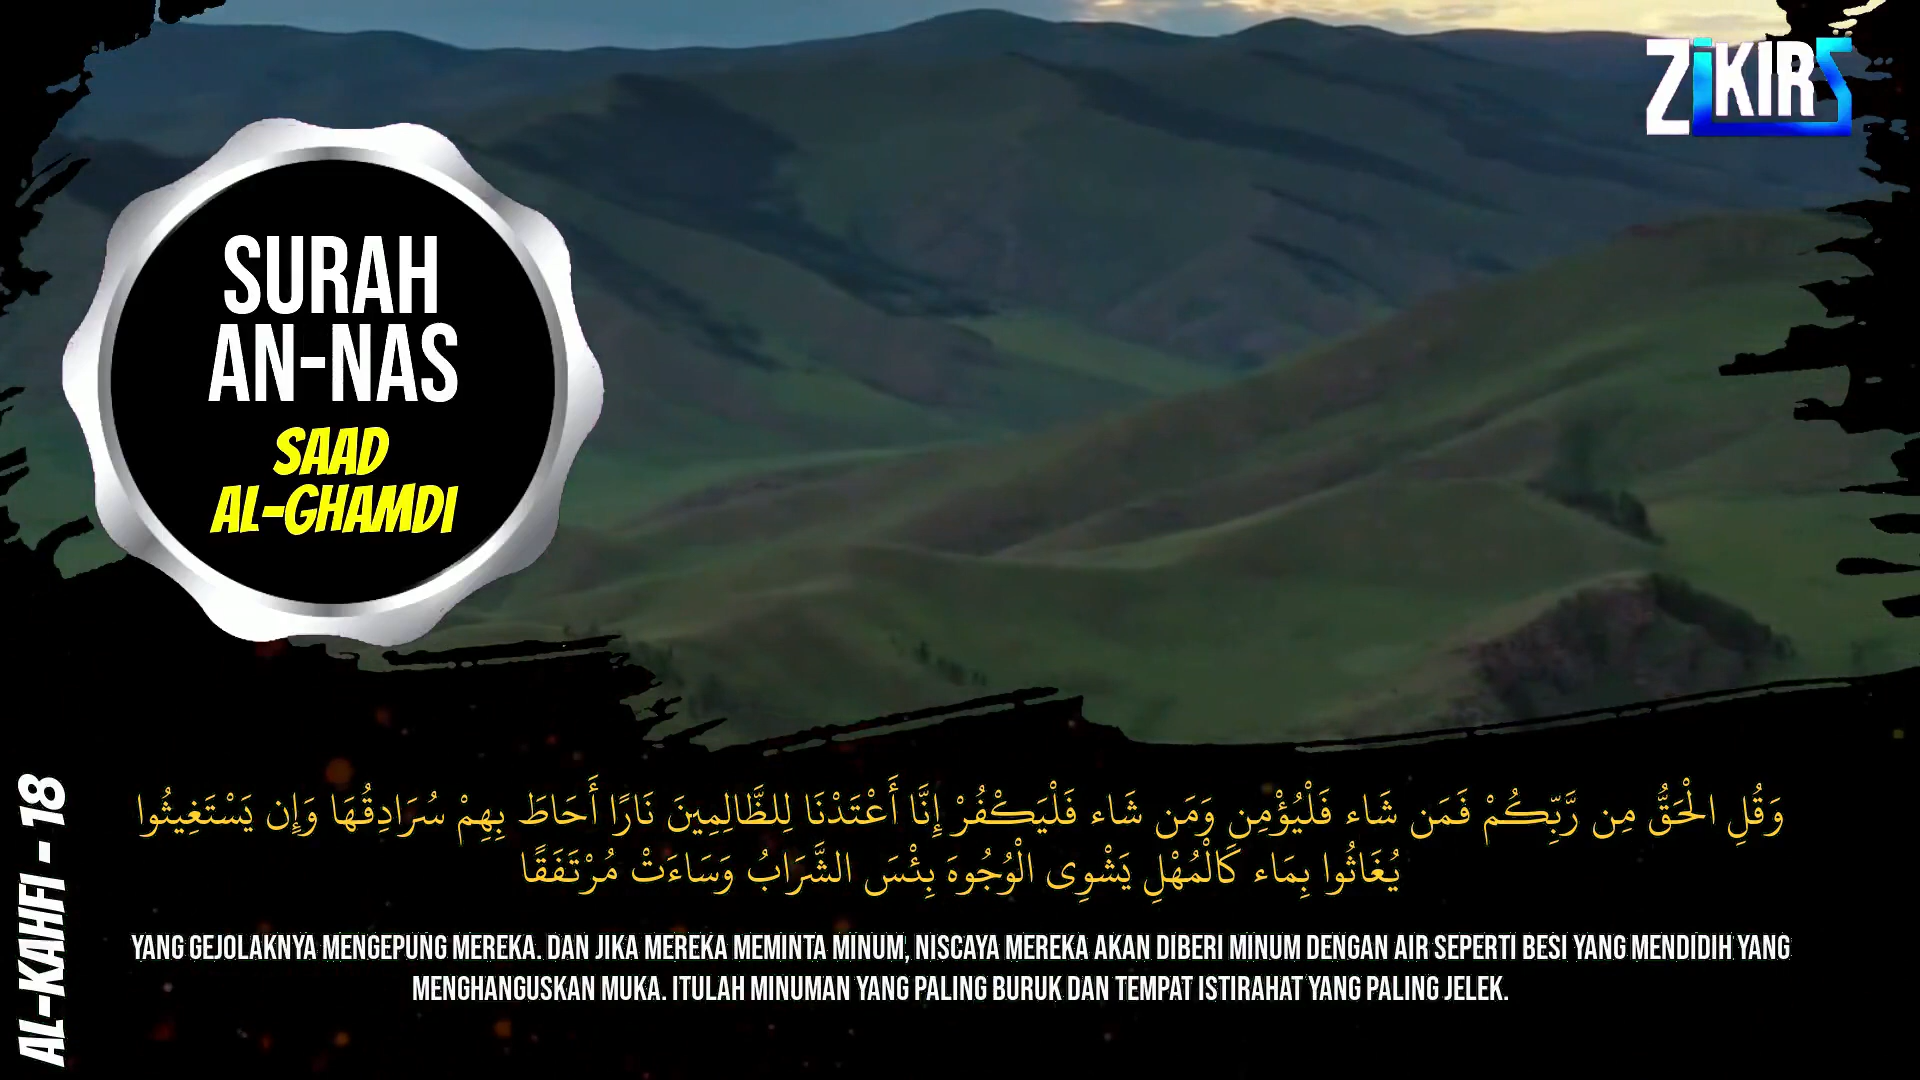 ZIKIRS
SURAH
AN-NAS
SAAD
AL-GHAMDI
AL-KAHFI - 18
وَقُلِ الْحَقُّ مِن رَّبِّكُمْ فَمَن شَاء فَلْيُؤْمِن وَمَن شَاء فَلْيَكْفُرْ إِنَّا أَعْتَدْنَا لِلظَّالِمِينَ نَارًا أَحَاطَ بِهِمْ سُرَادِقُهَا وَإِن يَسْتَغِيثُوا
يُغَاثُوا بِمَاء كَالْمُهْلِ يَشْوِى الْوُجُوهَ بِئْسَ الشَّرَابُ وَسَاءَتْ مُرْتَفَقًا
YANG GEJOLAKNYA MENGEPUNG MEREKA. DAN JIKA MEREKA MEMINTA MINUM, NISCAYA MEREKA AKAN DIBERI MINUM DENGAN AIR SEPERTI BESI YANG MENDIDIH YANG
MENGHANGUSKAN MUKA. ITULAH MINUMAN YANG PALING BURUK DAN TEMPAT ISTIRAHAT YANG PALING JELEK.